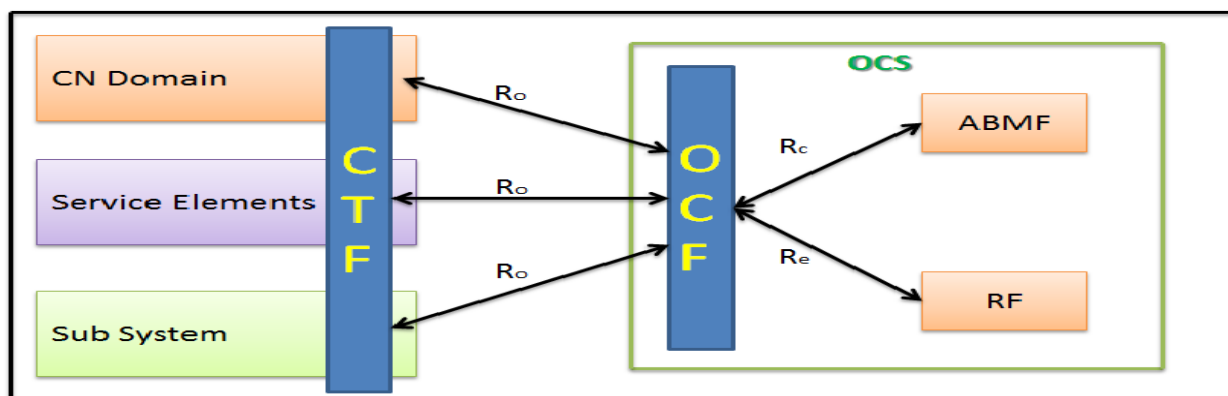 CN Domain
Service Elements
Sub System
C
T
F
Ro
Ro
Ro
OCS
O
C
F
Rc
Re
ABMF
RF